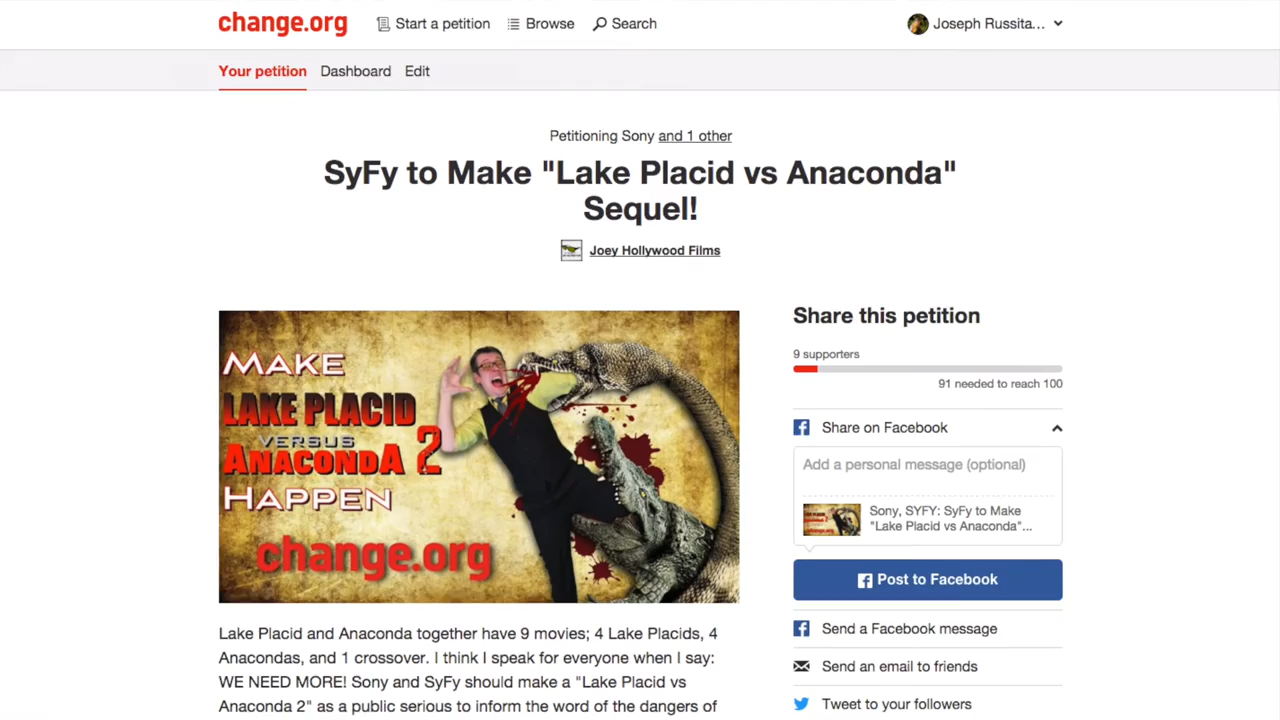 change.org
Start a petition
Browse
Search
Joseph Russita...
Your petition
Dashboard
Edit
Petitioning Sony and 1 other
SyFy to Make "Lake Placid vs Anaconda"
Sequel!
Joey Hollywood Films
MAKE
LAKE PLACID
VERSUS
ANACONDA 2
HAPPEN
change.org
Lake Placid and Anaconda together have 9 movies; 4 Lake Placids, 4
Anacondas, and 1 crossover. I think I speak for everyone when I say:
WE NEED MORE! Sony and SyFy should make a "Lake Placid vs
Anaconda 2" as a public serious to inform the word of the dangers of
Share this petition
9 supporters
91 needed to reach 100
Share on Facebook
Add a personal message (optional)
Sony, SYFY: SyFy to Make
"Lake Placid vs Anaconda"...
Post to Facebook
Send a Facebook message
Send an email to friends
Tweet to your followers